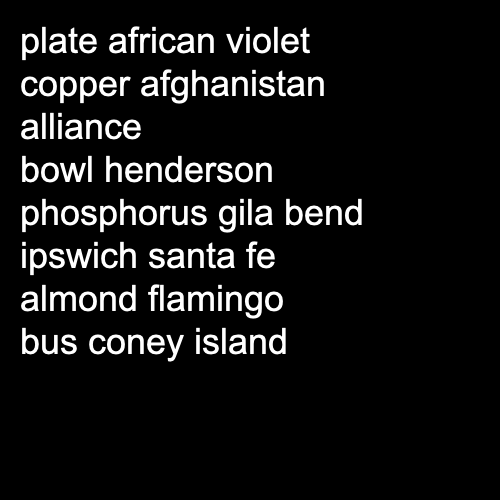 plate african violet
copper afghanistan
alliance
bowl henderson
phosphorus gila bend
ipswich santa fe
almond flamingo
bus coney island